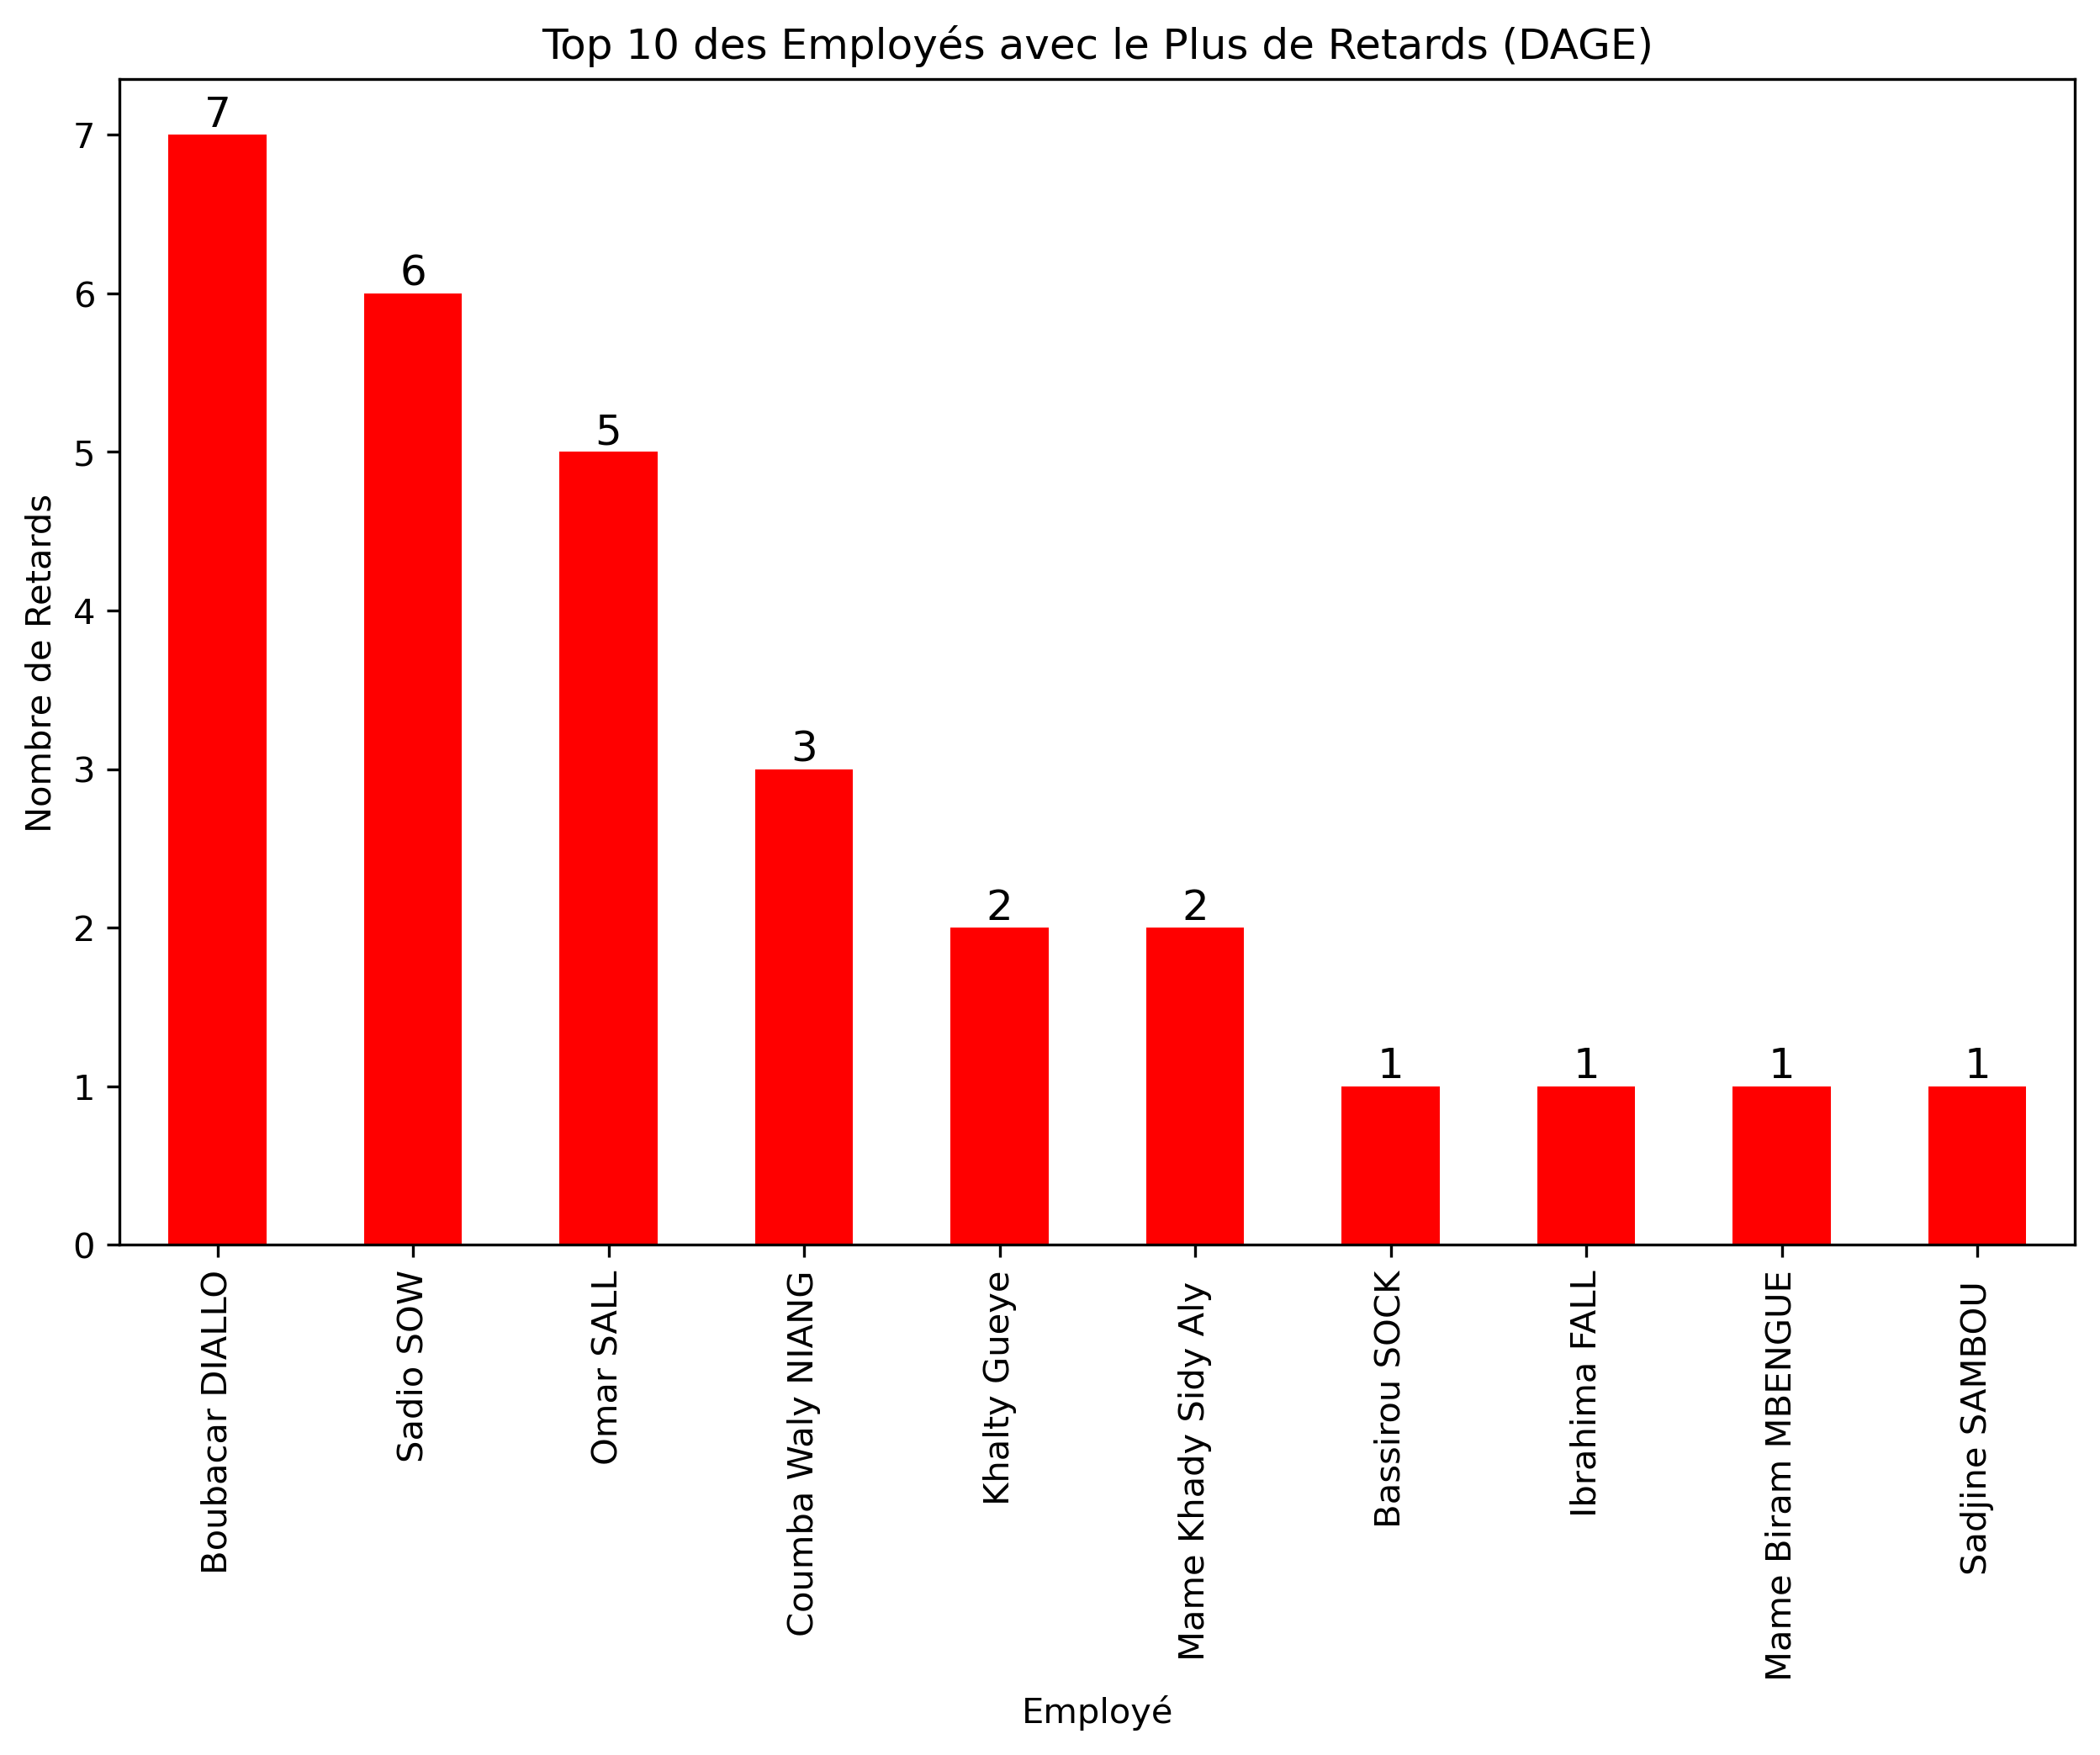 Top 10 des Employés avec le Plus de Retards (DAGE)
Nombre de Retards
7
6
5
4
3
2
1
0
7
6
5
3
2
2
1
1
1
1
Boubacar DIALLO
Sadio SOW
Omar SALL
Coumba Waly NIANG
Khalty Gueye
Mame Khady Sidy Aly
Bassirou SOCK
Ibrahima FALL
Mame Biram MBENGUE
Sadjine SAMBOU
Employé